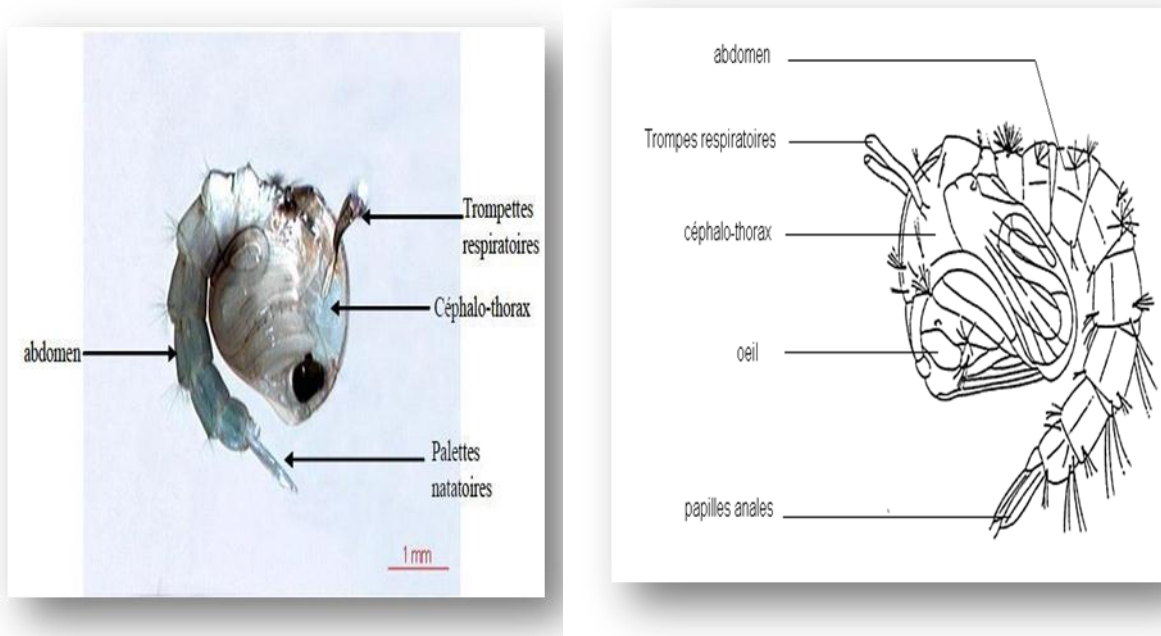 Trompettes
respiratoires
Céphalo-thorax
abdomen
Palettes
natatoires
1 mm
abdomen
Trompes respiratoires
céphalo-thorax
oeil
papilles anales